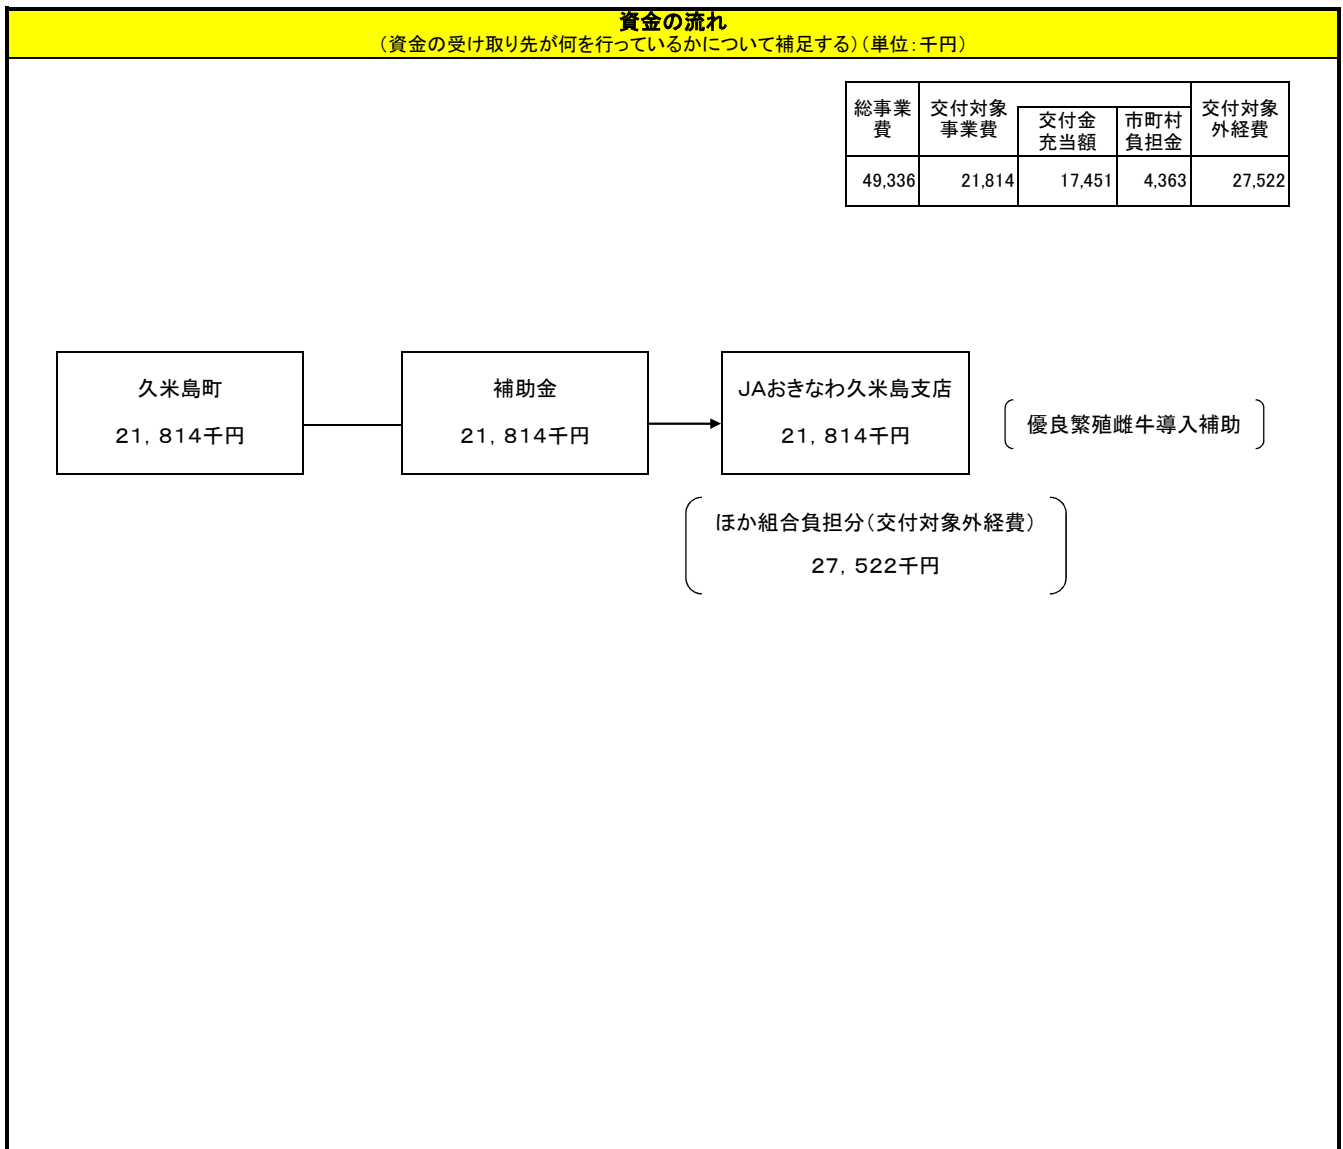 資金の流れ
（資金の受け取り先が何を行っているかについて補足する）（単位：千円）
総事業費 交付対象事業費 交付金充当額 市町村負担金 交付対象外経費
49,336 21,814 17,451 4,363 27,522
久米島町 補助金 JAおきなわ久米島支店
21，814千円 21，814千円 21，814千円
優良繁殖雌牛導入補助
ほか組合負担分（交付対象外経費）
27，522千円